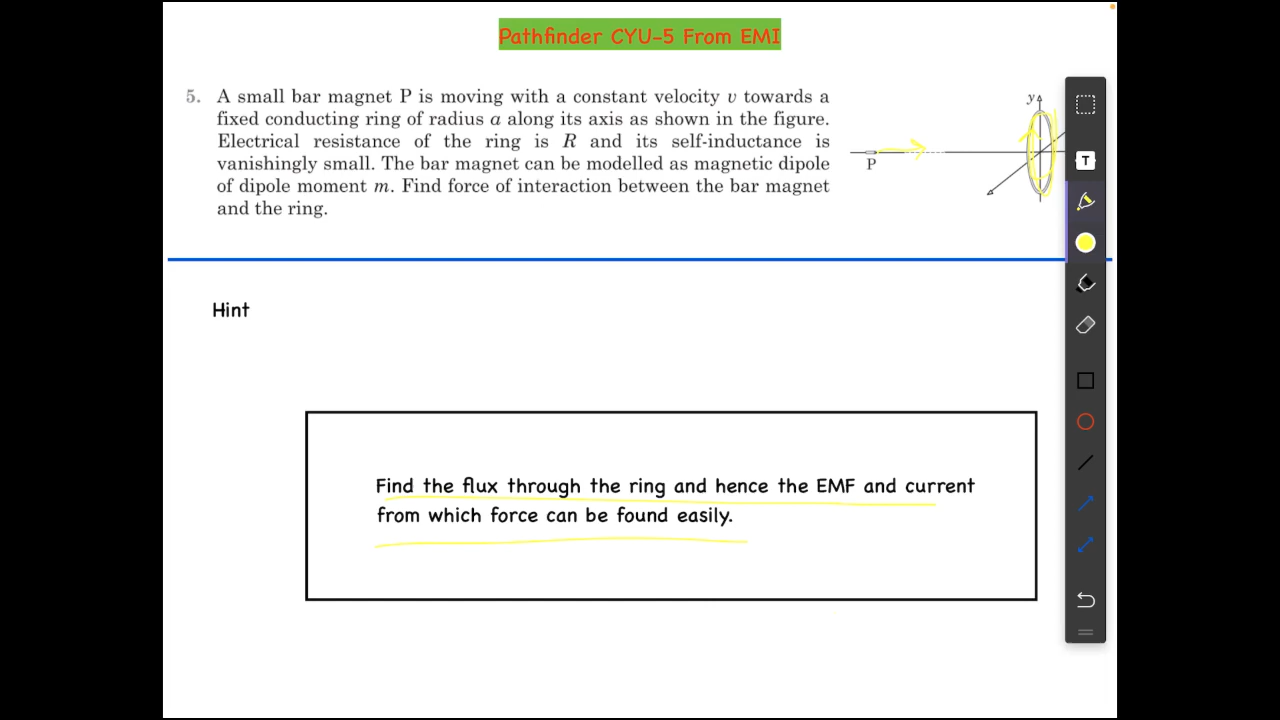 Pathfinder CYU-5 From EMI
5. A small bar magnet P is moving with a constant velocity v towards a
fixed conducting ring of radius a along its axis as shown in the figure.
Electrical resistance of the ring is R and its self-inductance is
vanishingly small. The bar magnet can be modelled as magnetic dipole
of dipole moment m. Find force of interaction between the bar magnet
and the ring.
y
P
T
Hint
Find the flux through the ring and hence the EMF and current
from which force can be found easily.